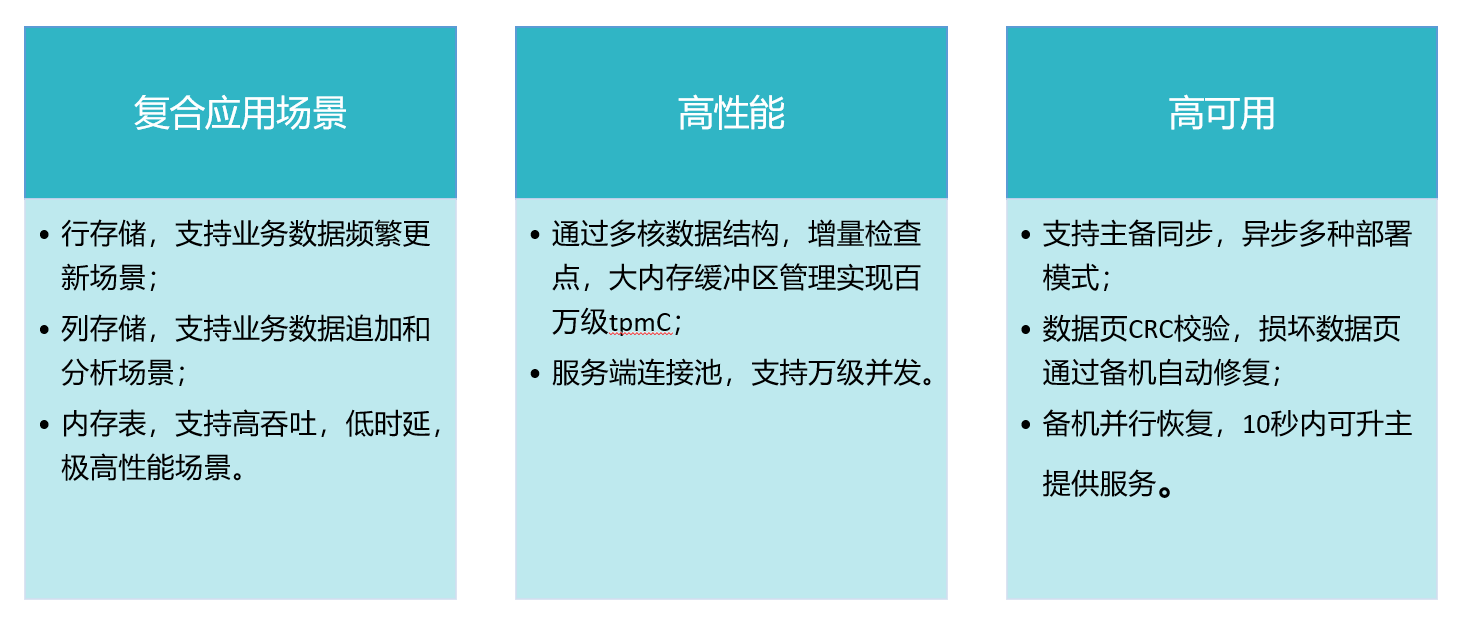 复合应用场景
• 行存储，支持业务数据频繁更
新场景；
• 列存储，支持业务数据追加和
分析场景；
• 内存表，支持高吞吐，低时延，
极高性能场景。
高性能
• 通过多核数据结构，增量检查
点，大内存缓冲区管理实现百
万级tpmC；
• 服务端连接池，支持万级并发。
高可用
• 支持主备同步，异步多种部署
模式；
• 数据页CRC校验，损坏数据页
通过备机自动修复；
• 备机并行恢复，10秒内可升主
提供服务。